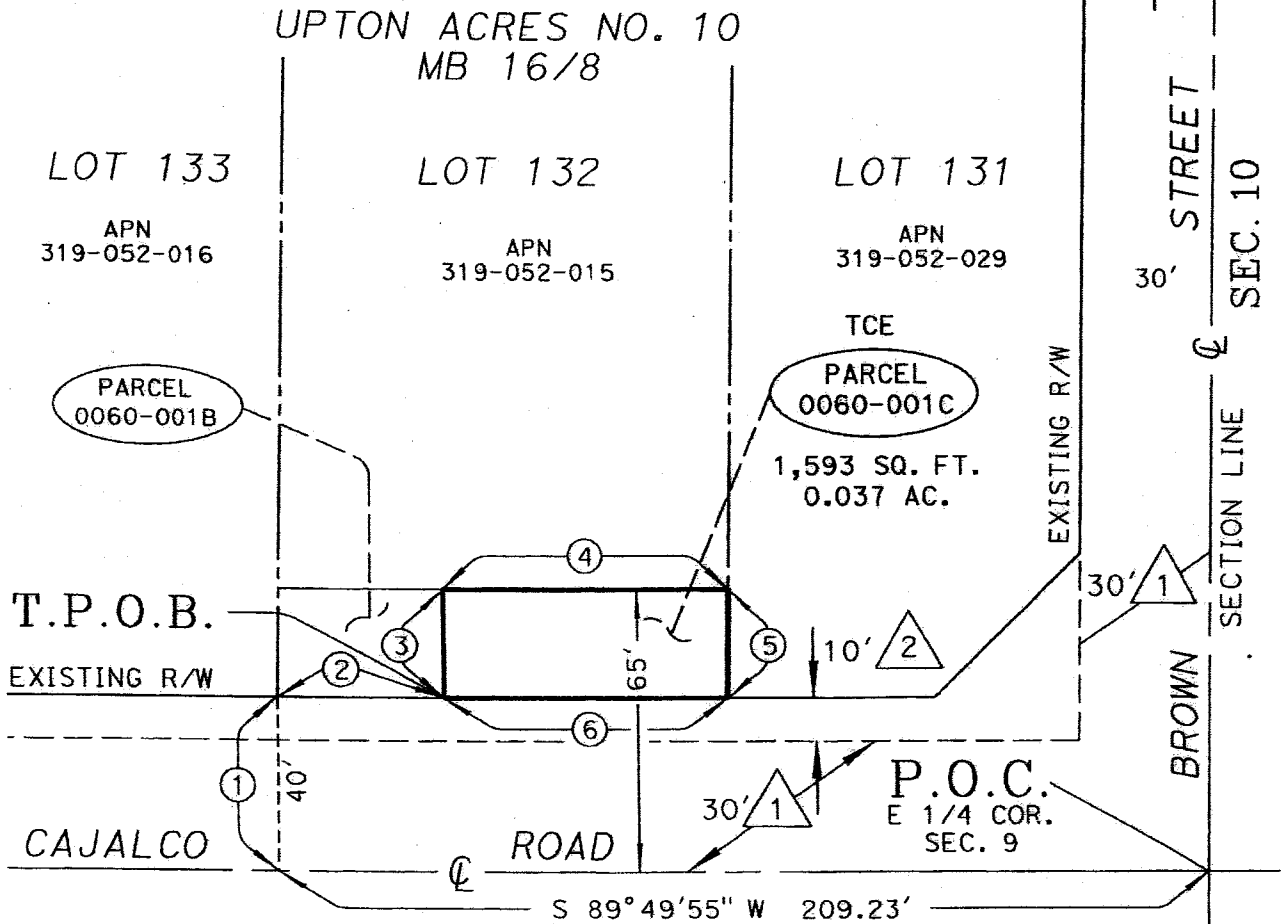 UPTON ACRES NO. 10
MB 16/8
LOT 133
LOT 132
LOT 131
APN
319-052-016
APN
319-052-015
APN
319-052-029
STREET
SEC. 10
30'
℄
TCE
PARCEL
0060-001B
PARCEL
0060-001C
1,593 SQ. FT.
0.037 AC.
EXISTING R/W
SECTION LINE
4
30' 1
T.P.O.B.
3
5
65'
10' 2
EXISTING R/W
2
6
BROWN
1
40'
30' 1
P.O.C.
E 1/4 COR.
SEC. 9
CAJALCO
℄
ROAD
S 89°49'55" W 209.23'